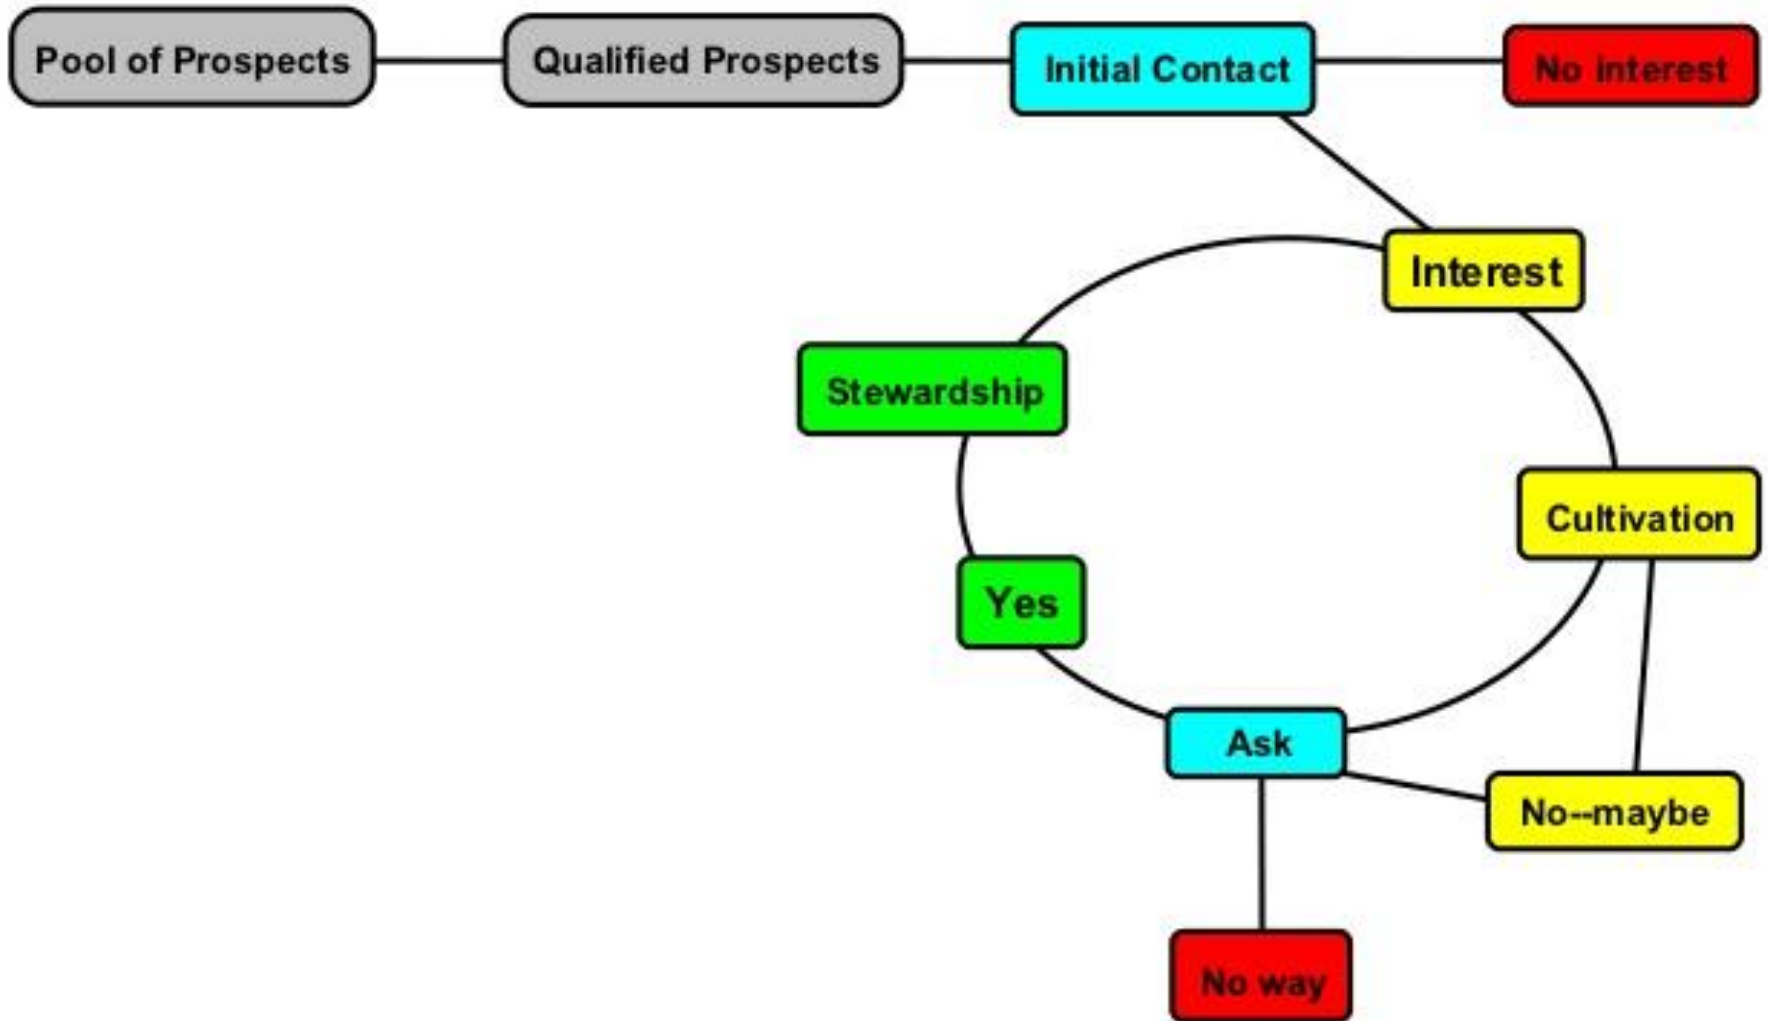 Pool of Prospects
Qualified Prospects
Initial Contact
No interest
Interest
Stewardship
Cultivation
Yes
Ask
No--maybe
No way